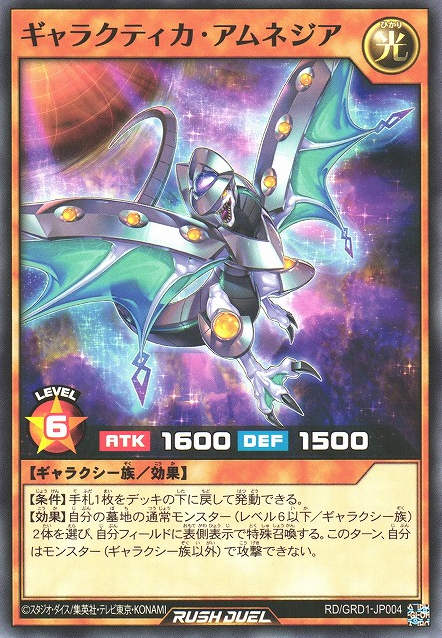 ギャラクティカ・アムネジア
ひかり
光
LEVEL
6
ATK 1600 DEF 1500
【ギャラクシー族／効果】
【条件】手札1枚をデッキの下に戻して発動できる。
【効果】自分の墓地の通常モンスター（レベル６以下／ギャラクシー族）
２体を選び、自分フィールドに表側表示で特殊召喚する。このターン、自分
はモンスター（ギャラクシー族以外）で攻撃できない。
©スタジオ・ダイス/集英社・テレビ東京・KONAMI
RUSH DUEL
RD/GRD1-JP004